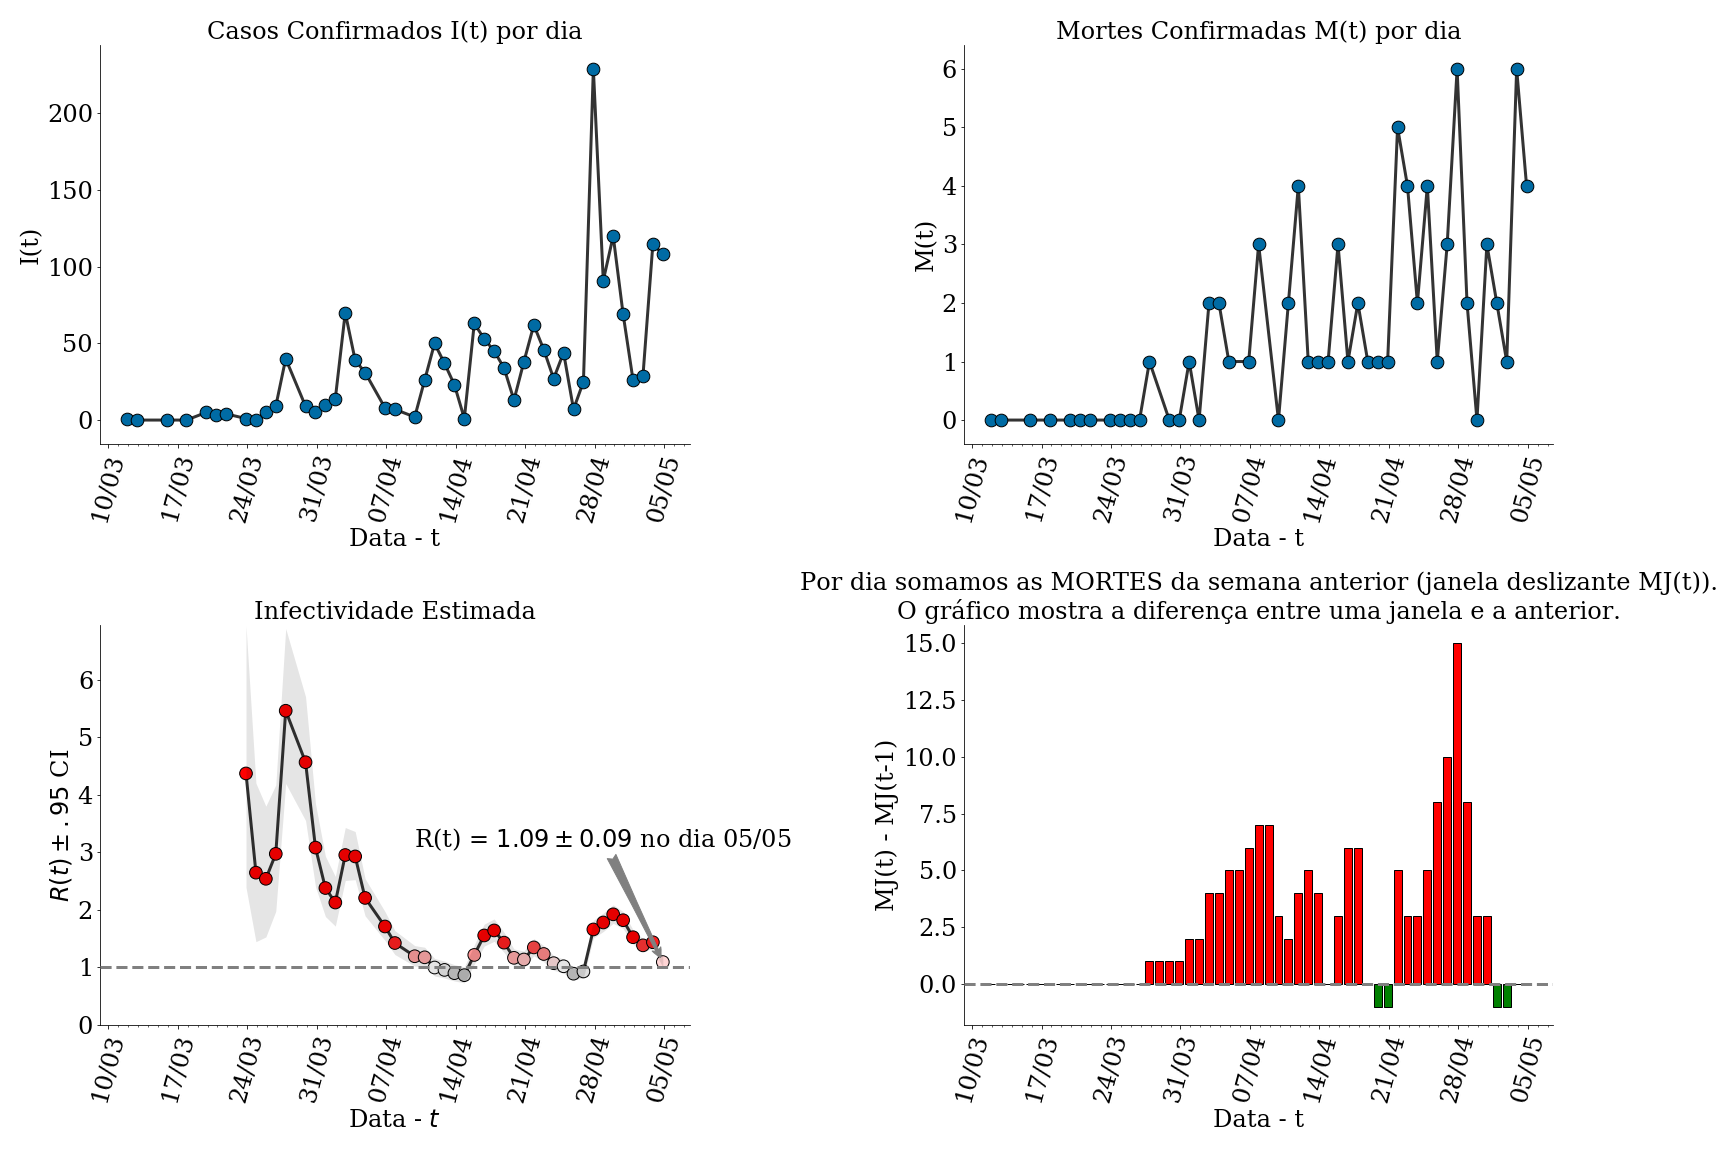 Casos Confirmados I(t) por dia
I(t)
200
150
100
50
0
10/03 17/03 24/03 31/03 07/04 14/04 21/04 28/04 05/05
Data - t
Mortes Confirmadas M(t) por dia
M(t)
6
5
4
3
2
1
0
10/03 17/03 24/03 31/03 07/04 14/04 21/04 28/04 05/05
Data - t
Infectividade Estimada
R(t) ± .95 CI
6
5
4
3
2
1
0
R(t) = 1.09 ± 0.09 no dia 05/05
10/03 17/03 24/03 31/03 07/04 14/04 21/04 28/04 05/05
Data - t
Por dia somamos as MORTES da semana anterior (janela deslizante MJ(t)).
O gráfico mostra a diferença entre uma janela e a anterior.
MJ(t) - MJ(t-1)
15.0
12.5
10.0
7.5
5.0
2.5
0.0
10/03 17/03 24/03 31/03 07/04 14/04 21/04 28/04 05/05
Data - t